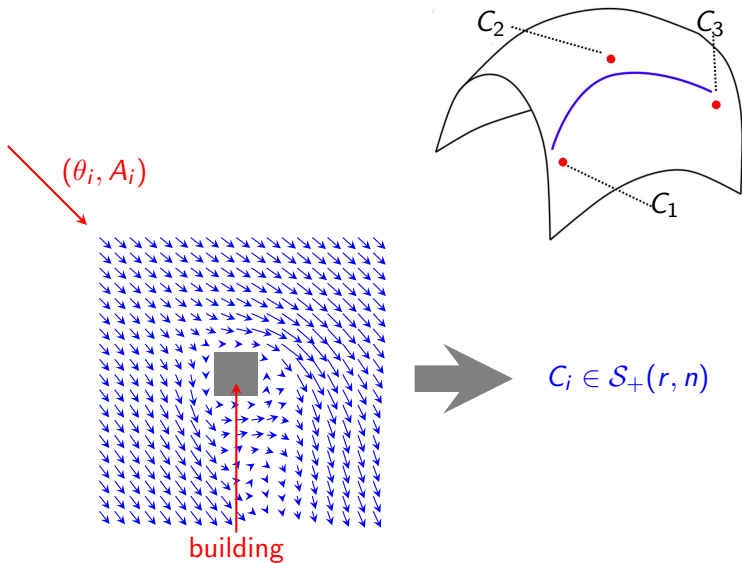 C₂
C₃
(θᵢ, Aᵢ)
C₁
Cᵢ ∈ 𝒮₊(r, n)
building